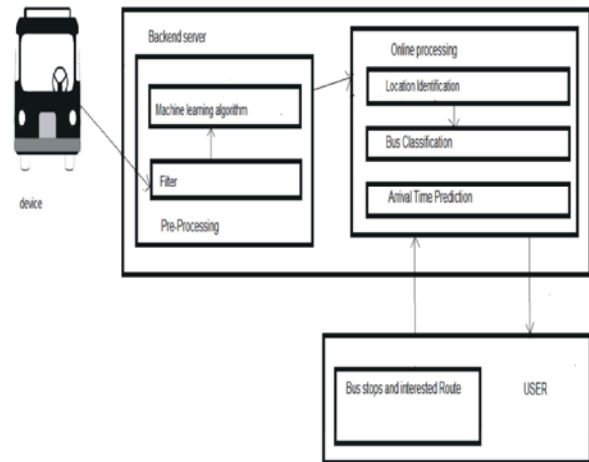 Backend server
Online processing
Location Identification
Machine learning algorithm
Bus Classification
Filter
Arrival Time Prediction
device
Pre-Processing
Bus stops and interested Route
USER